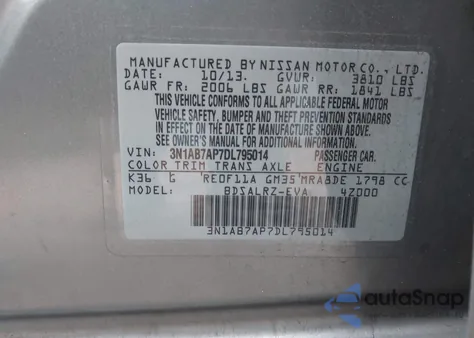 MANUFACTURED BY NISSAN MOTOR CO., LTD.
DATE: 10/13. GVWR: 3810 LBS
GAWR FR: 2006 LBS GAWR RR: 1841 LBS
THIS VEHICLE CONFORMS TO ALL APPLICABLE FEDERAL MOTOR
VEHICLE SAFETY, BUMPER AND THEFT PREVENTION STANDARDS
IN EFFECT ON THE DATE OF MANUFACTURE SHOWN ABOVE.
SEE OWNER'S MANUAL FOR ADDITIONAL INFORMATION.
VIN: 3N1AB7AP7DL795014 PASSENGER CAR.
COLOR TRIM TRANS AXLE ENGINE
K36 G RE0F11A GM35 MRA8DE 1798 CC
MODEL: BDSALRZ-EVA 4Z000
3N1AB7AP7DL795014
autoSnap